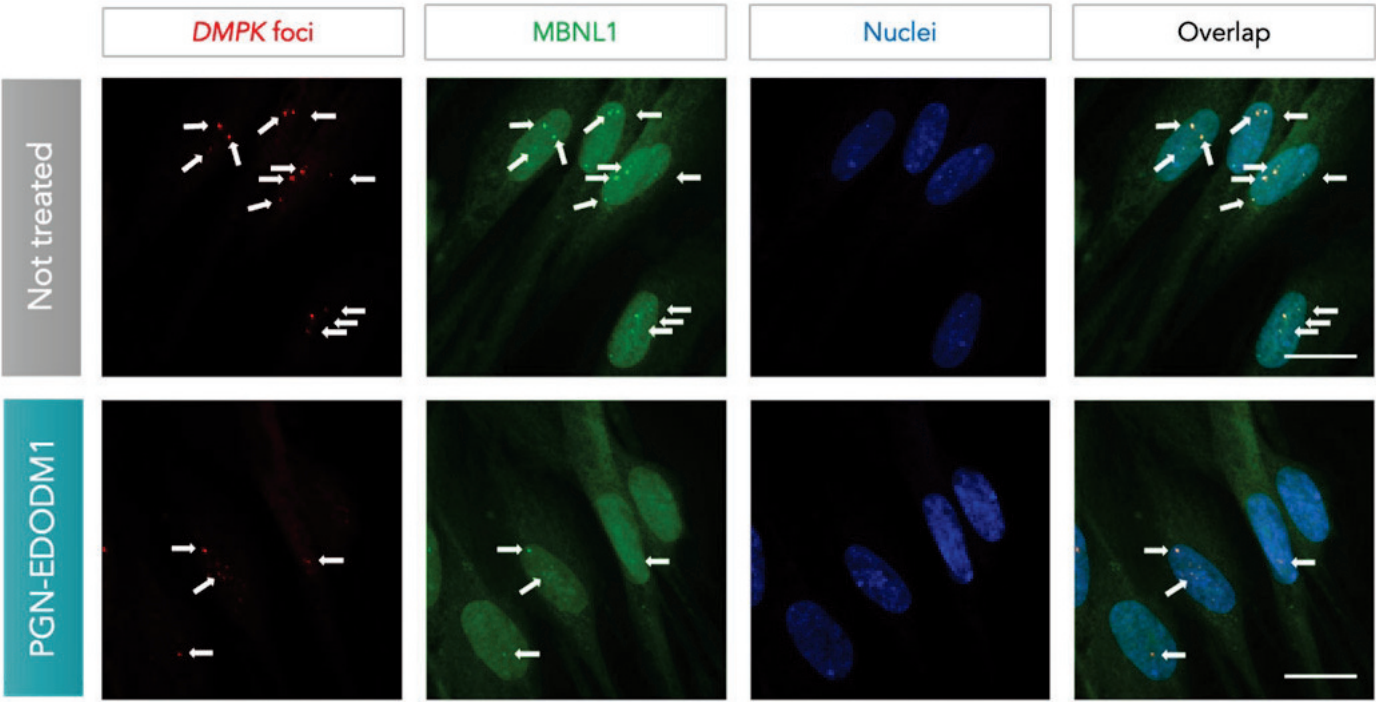 DMPK foci
MBNL1
Nuclei
Overlap
Not treated
PGN-EDODM1